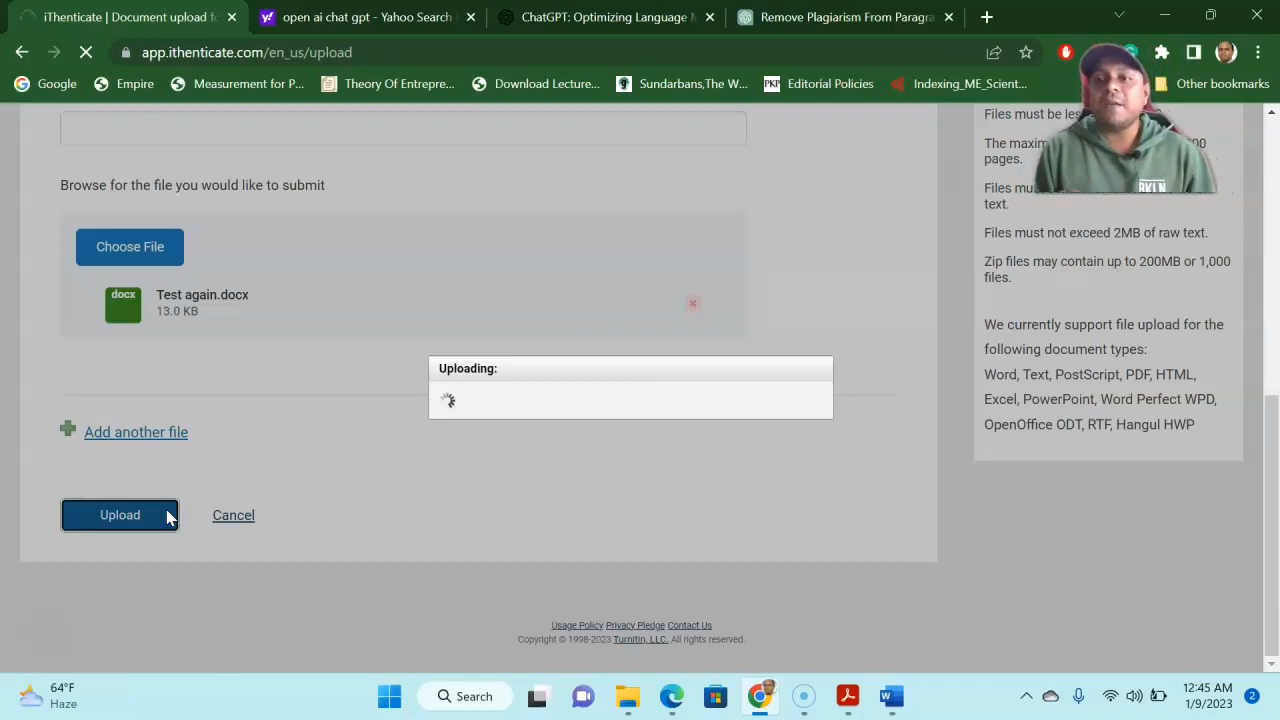 iThenticate | Document upload fo
open ai chat gpt - Yahoo Search
ChatGPT: Optimizing Language M
Remove Plagiarism From Paragra
app.ithenticate.com/en_us/upload
Google
Empire
Measurement for P...
Theory Of Entrepre...
Download Lecture...
Sundarbans,The W...
PKP
Editorial Policies
Indexing_ME_Scient...
Other bookmarks
Files must be les
The maxim 00
pages.
Files mu
text.
Files must not exceed 2MB of raw text.
Zip files may contain up to 200MB or 1,000
files.
We currently support file upload for the
following document types:
Word, Text, PostScript, PDF, HTML,
Excel, PowerPoint, Word Perfect WPD,
OpenOffice ODT, RTF, Hangul HWP
BKLN
Browse for the file you would like to submit
Choose File
docx
Test again.docx
13.0 KB
Uploading:
Add another file
Upload
Cancel
Usage Policy Privacy Pledge Contact Us
Copyright © 1998-2023 Turnitin, LLC. All rights reserved.
64°F
Haze
Search
12:45 AM
1/9/2023
2